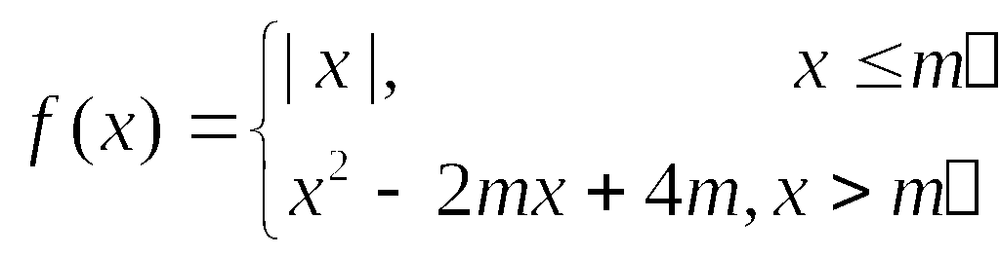 f(x) = { |x|, x ≤ m□
x² - 2mx + 4m, x > m□